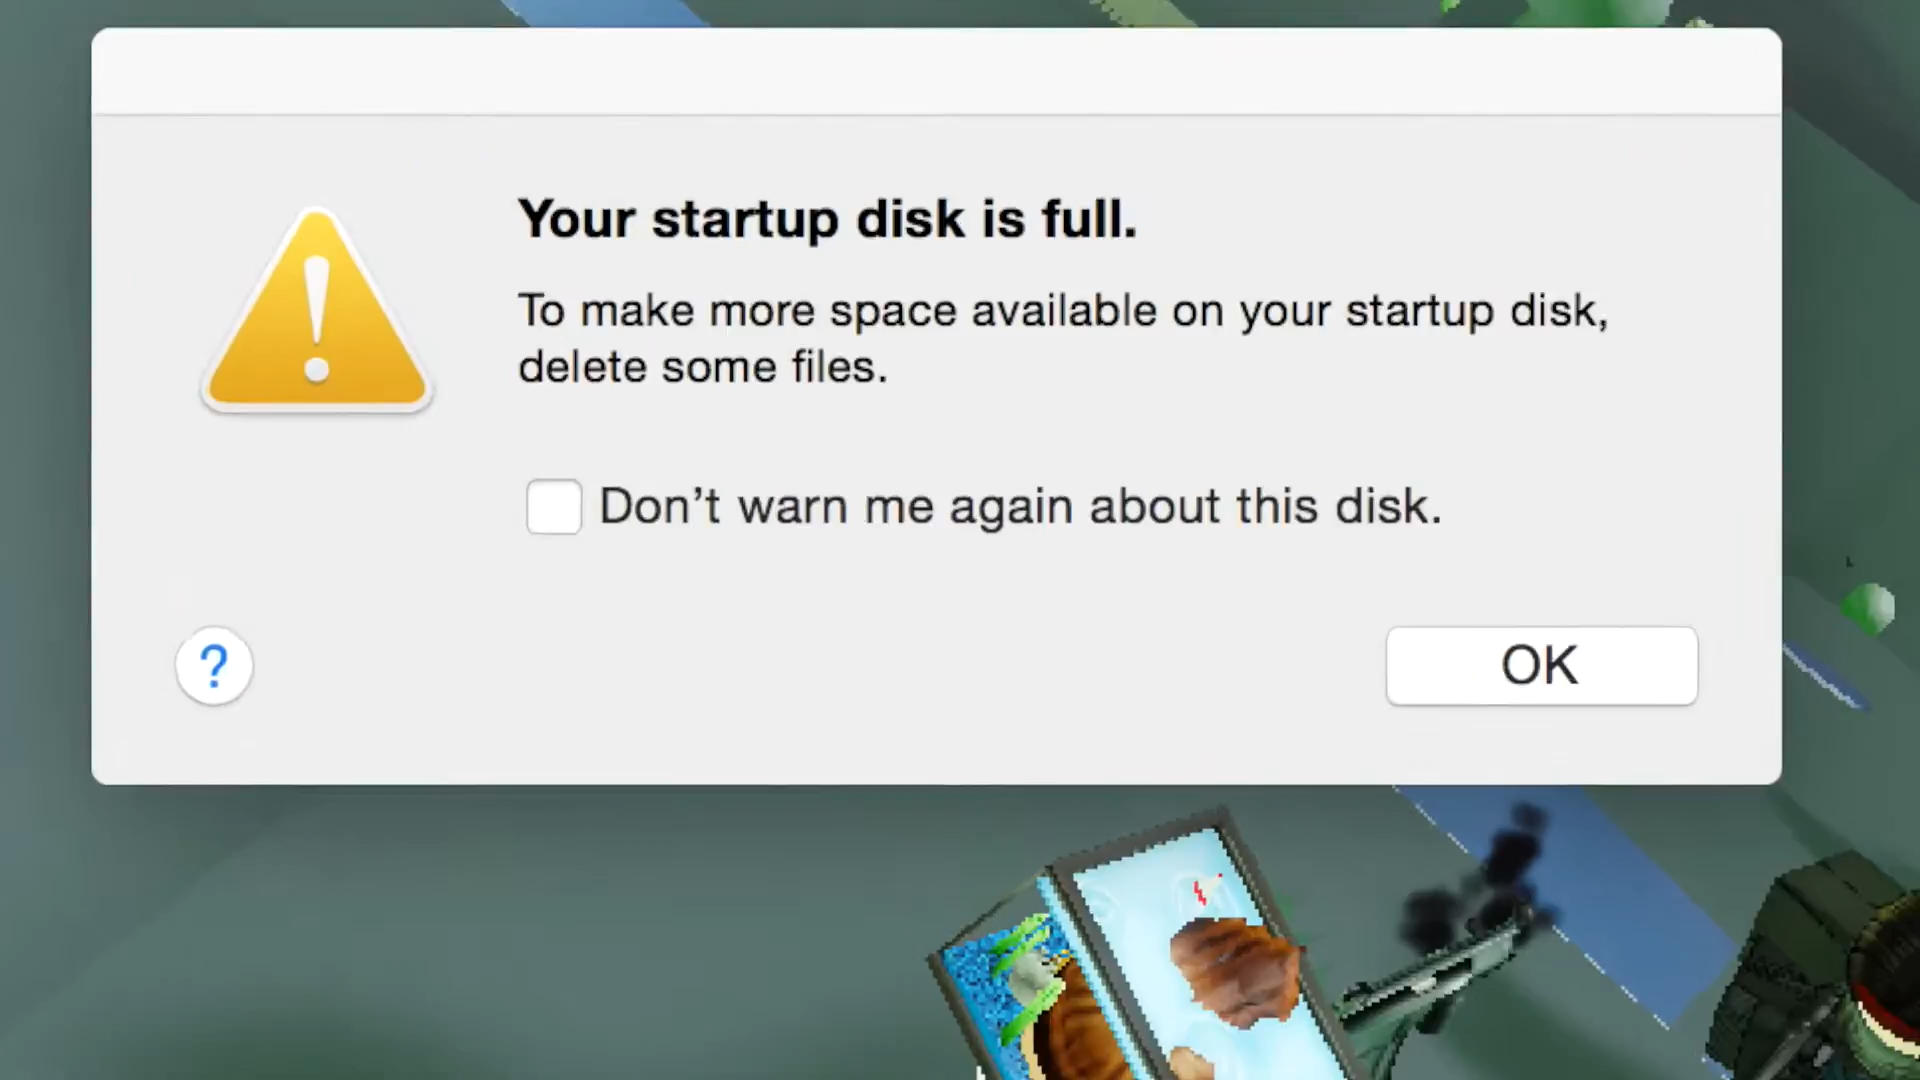 Your startup disk is full.
To make more space available on your startup disk,
delete some files.
Don’t warn me again about this disk.
?
OK